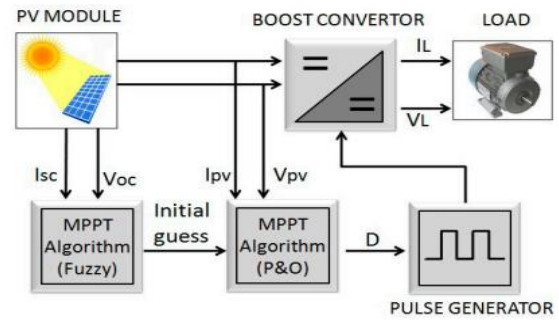 PV MODULE
BOOST CONVERTOR
LOAD
IL
VL
Isc
Voc
Ipv
Vpv
MPPT
Algorithm
(Fuzzy)
Initial
guess
MPPT
Algorithm
(P&O)
D
PULSE GENERATOR